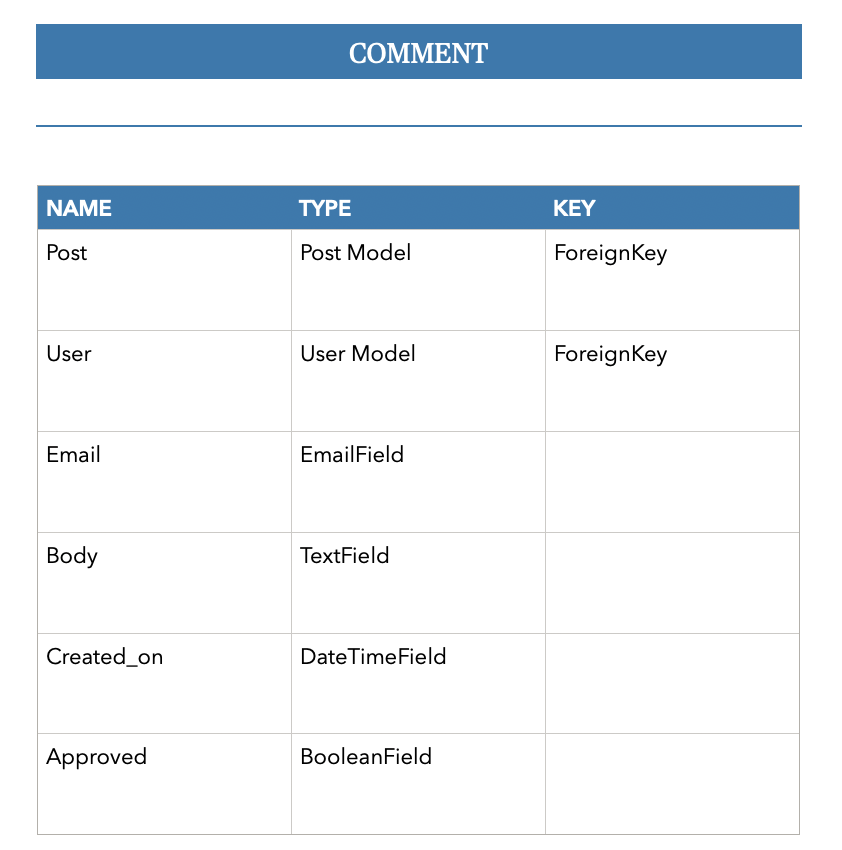 COMMENT
NAME TYPE KEY
Post Post Model ForeignKey
User User Model ForeignKey
Email EmailField
Body TextField
Created_on DateTimeField
Approved BooleanField